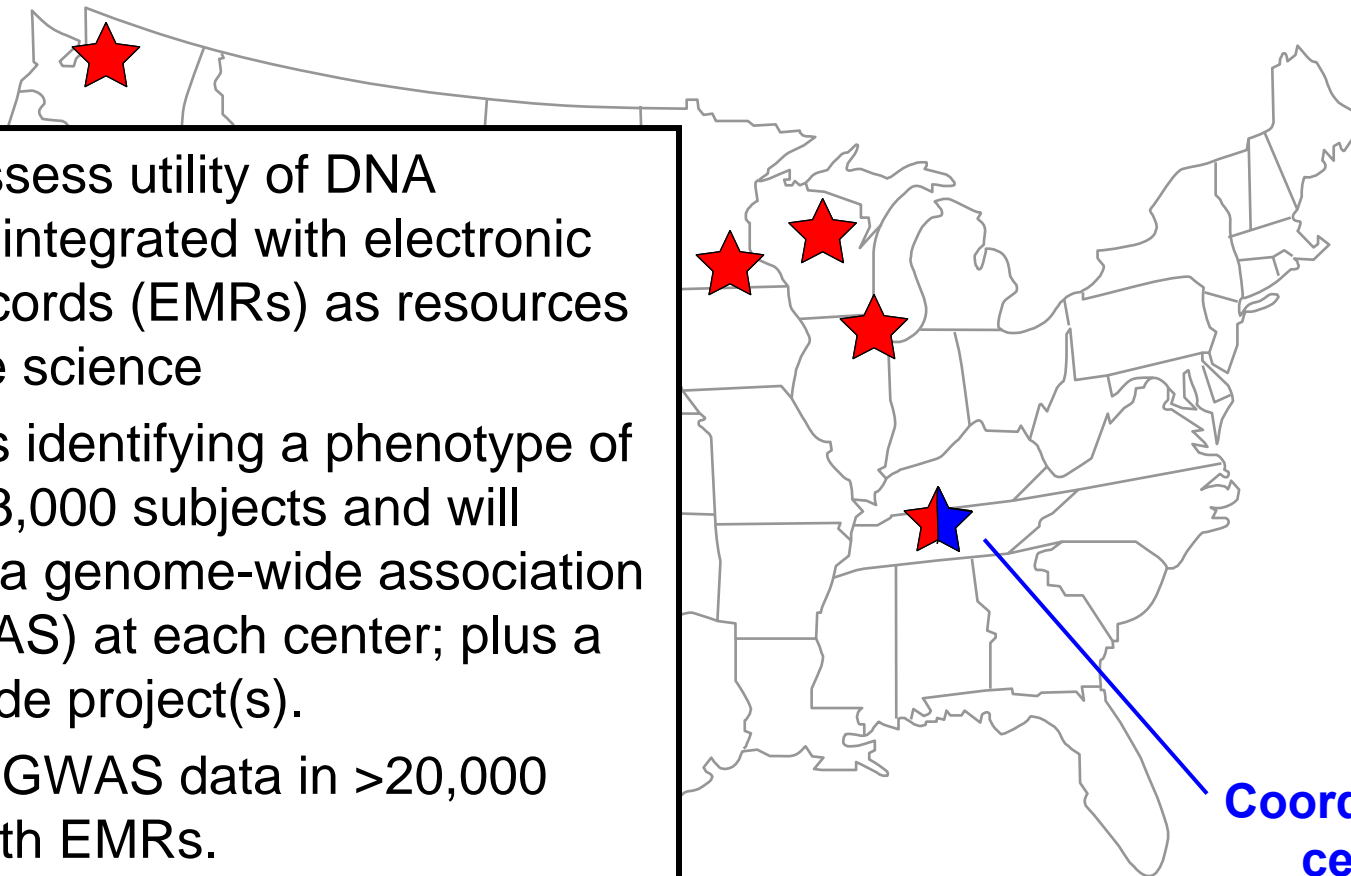 ssess utility of DNA
integrated with electronic
cords (EMRs) as resources
e science
s identifying a phenotype of
3,000 subjects and will
a genome-wide association
AS) at each center; plus a
de project(s).
GWAS data in >20,000
th EMRs.
Coord
ce